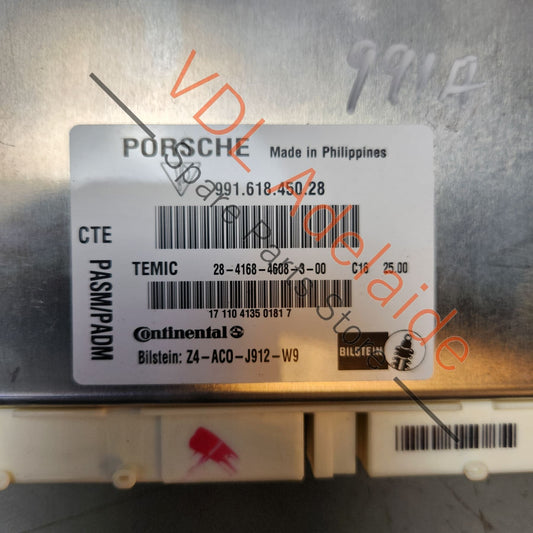 991A
PORSCHE Made in Philippines
991.618.450.28
CTE
PASM/PADM
TEMIC 28-4168-4608-3-00 C16 25.00
17 110 4135 0181 7
Continental
Bilstein: Z4-ACO-J912-W9
BILSTEIN
VDL Adelaide
Spare Parts Store